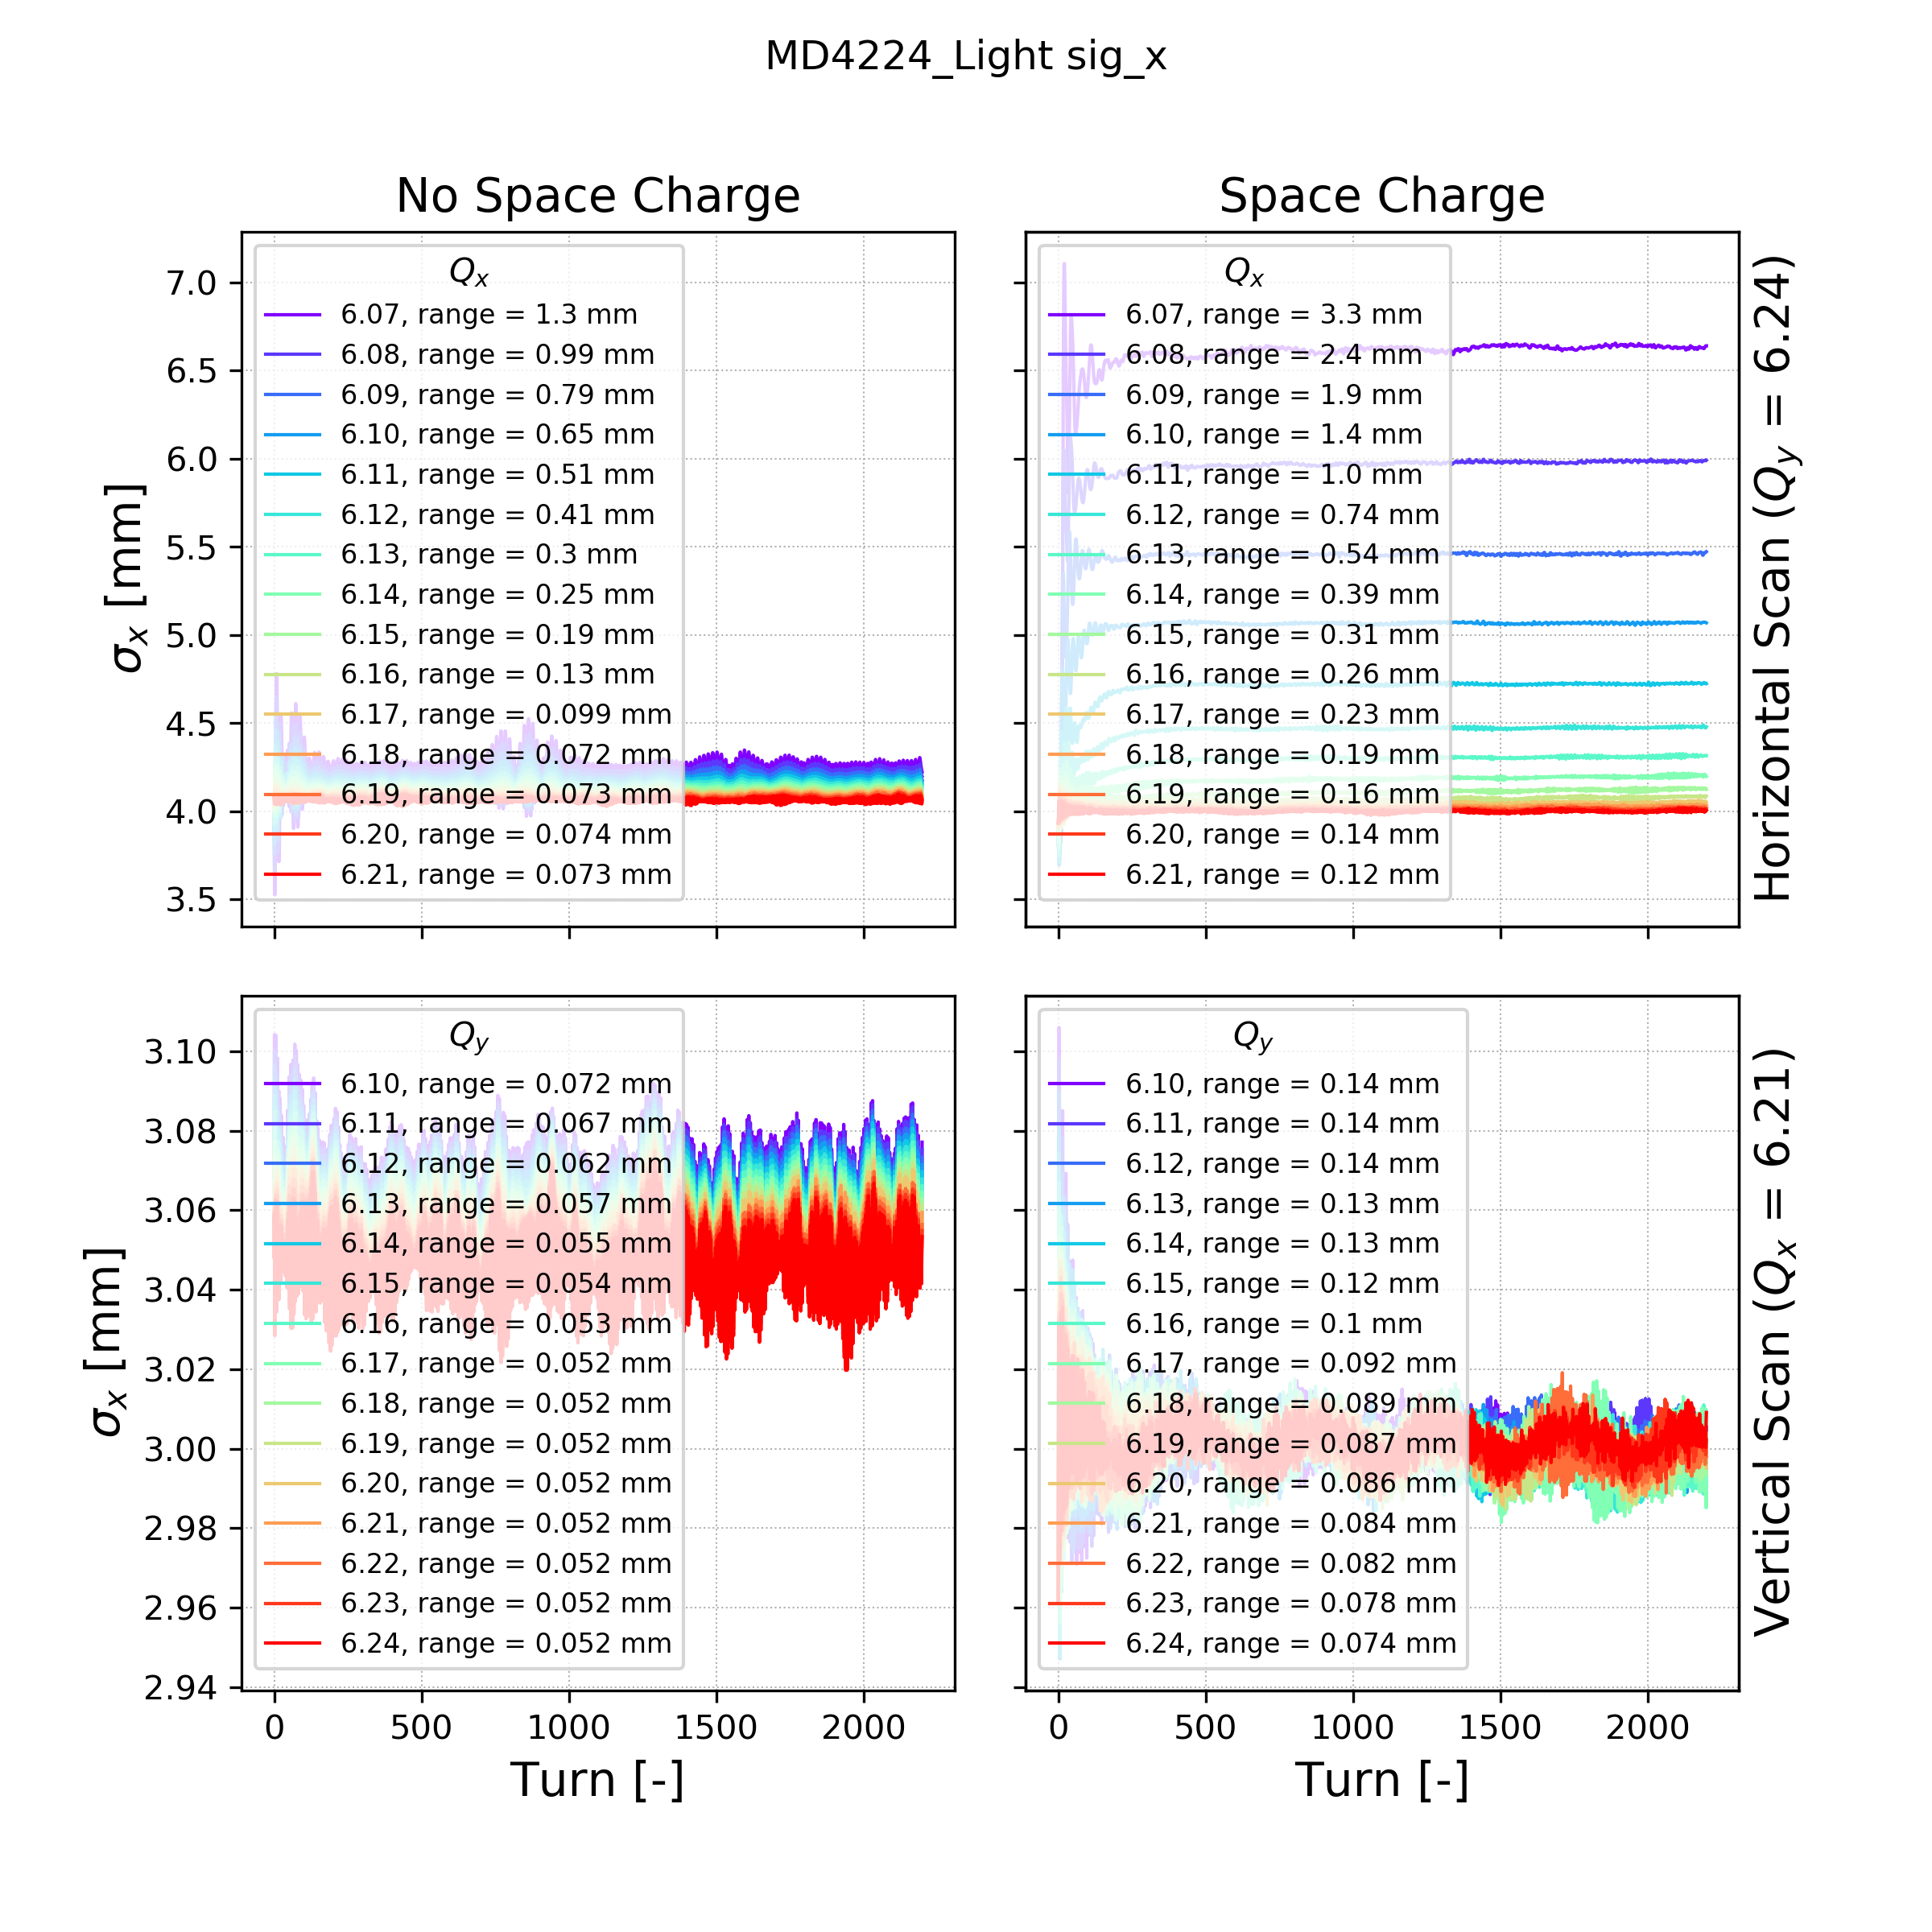 MD4224_Light sig_x
No Space Charge
Space Charge
σx [mm]
7.0
6.5
6.0
5.5
5.0
4.5
4.0
3.5
Qx
6.07, range = 1.3 mm
6.08, range = 0.99 mm
6.09, range = 0.79 mm
6.10, range = 0.65 mm
6.11, range = 0.51 mm
6.12, range = 0.41 mm
6.13, range = 0.3 mm
6.14, range = 0.25 mm
6.15, range = 0.19 mm
6.16, range = 0.13 mm
6.17, range = 0.099 mm
6.18, range = 0.072 mm
6.19, range = 0.073 mm
6.20, range = 0.074 mm
6.21, range = 0.073 mm
Qx
6.07, range = 3.3 mm
6.08, range = 2.4 mm
6.09, range = 1.9 mm
6.10, range = 1.4 mm
6.11, range = 1.0 mm
6.12, range = 0.74 mm
6.13, range = 0.54 mm
6.14, range = 0.39 mm
6.15, range = 0.31 mm
6.16, range = 0.26 mm
6.17, range = 0.23 mm
6.18, range = 0.19 mm
6.19, range = 0.16 mm
6.20, range = 0.14 mm
6.21, range = 0.12 mm
Horizontal Scan (Qy = 6.24)
σx [mm]
3.10
3.08
3.06
3.04
3.02
3.00
2.98
2.96
2.94
Qy
6.10, range = 0.072 mm
6.11, range = 0.067 mm
6.12, range = 0.062 mm
6.13, range = 0.057 mm
6.14, range = 0.055 mm
6.15, range = 0.054 mm
6.16, range = 0.053 mm
6.17, range = 0.052 mm
6.18, range = 0.052 mm
6.19, range = 0.052 mm
6.20, range = 0.052 mm
6.21, range = 0.052 mm
6.22, range = 0.052 mm
6.23, range = 0.052 mm
6.24, range = 0.052 mm
Qy
6.10, range = 0.14 mm
6.11, range = 0.14 mm
6.12, range = 0.14 mm
6.13, range = 0.13 mm
6.14, range = 0.13 mm
6.15, range = 0.12 mm
6.16, range = 0.1 mm
6.17, range = 0.092 mm
6.18, range = 0.089 mm
6.19, range = 0.087 mm
6.20, range = 0.086 mm
6.21, range = 0.084 mm
6.22, range = 0.082 mm
6.23, range = 0.078 mm
6.24, range = 0.074 mm
Vertical Scan (Qx = 6.21)
0 500 1000 1500 2000
0 500 1000 1500 2000
Turn [-]
Turn [-]